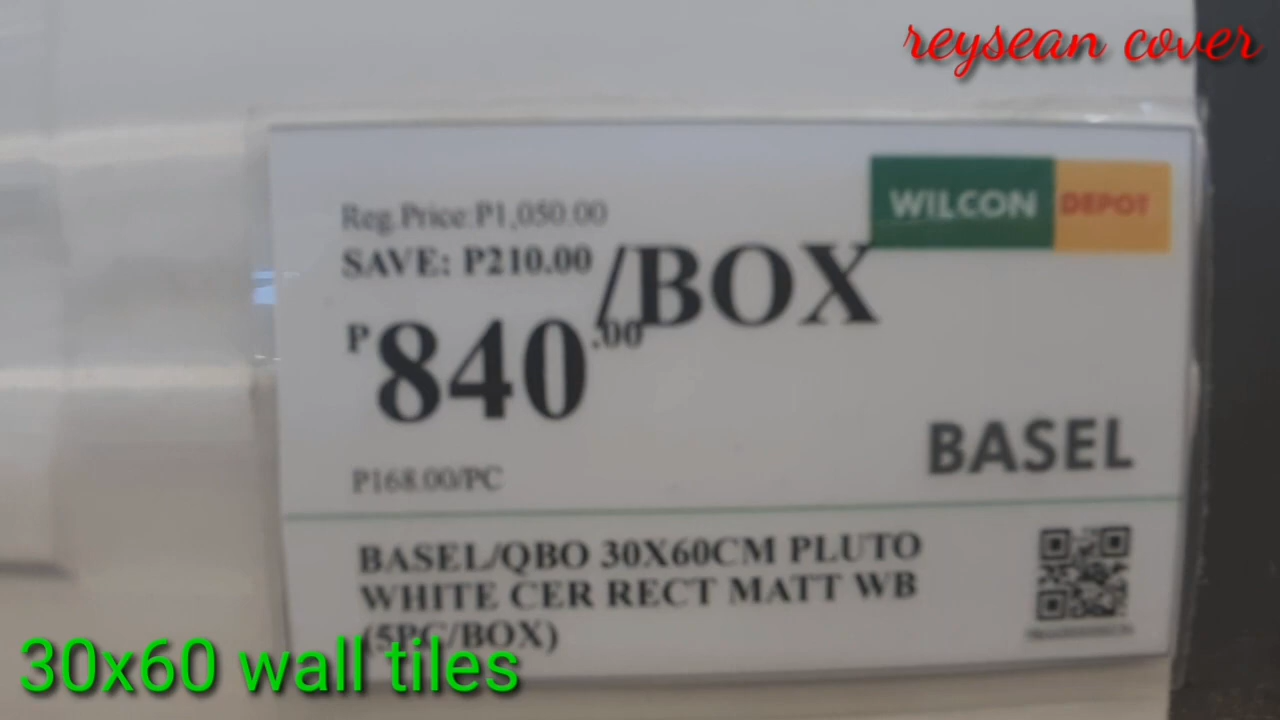 reysean cover
WILCON DEPOT
Reg.Price:P1,050.00
SAVE: P210.00
/BOX
P840.00
BASEL
P168.00/PC
BASEL/QBO 30X60CM PLUTO
WHITE CER RECT MATT WB
(5PC/BOX)
30x60 wall tiles